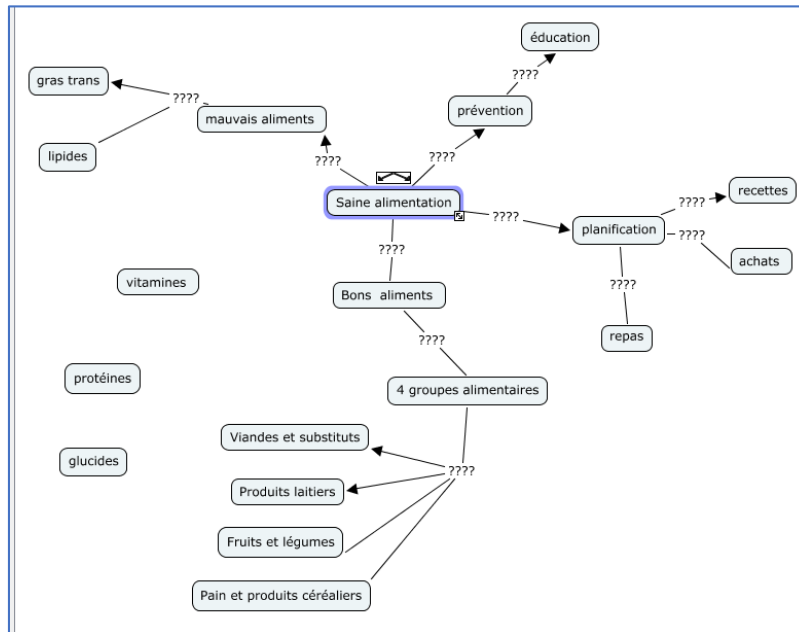 éducation
gras trans
????
????
prévention
mauvais aliments
lipides
????
????
Saine alimentation
????
planification
????
recettes
????
achats
????
vitamines
Bons aliments
????
repas
????
protéines
4 groupes alimentaires
Viandes et substituts
glucides
????
Produits laitiers
Fruits et légumes
Pain et produits céréaliers